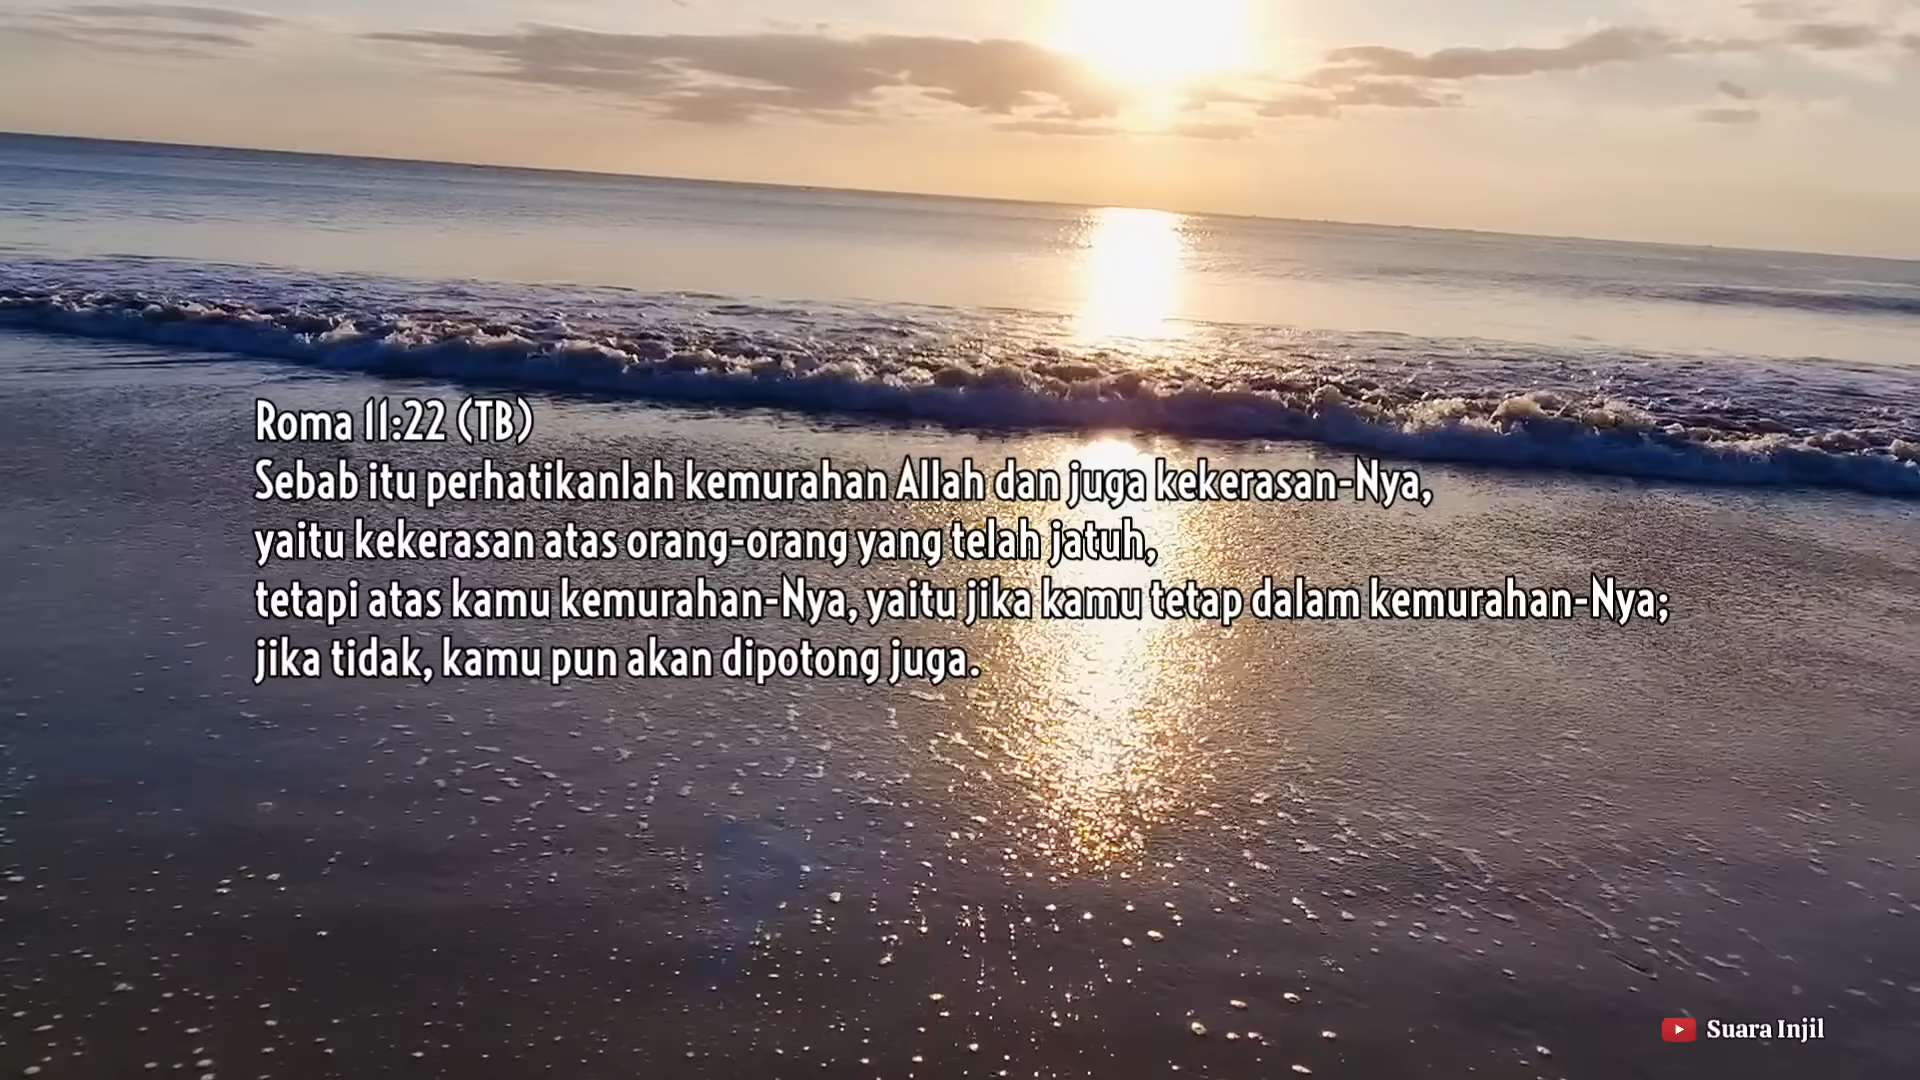 Roma 11:22 (TB)
Sebab itu perhatikanlah kemurahan Allah dan juga kekerasan-Nya,
yaitu kekerasan atas orang-orang yang telah jatuh,
tetapi atas kamu kemurahan-Nya, yaitu jika kamu tetap dalam kemurahan-Nya;
jika tidak, kamu pun akan dipotong juga.
Suara Injil